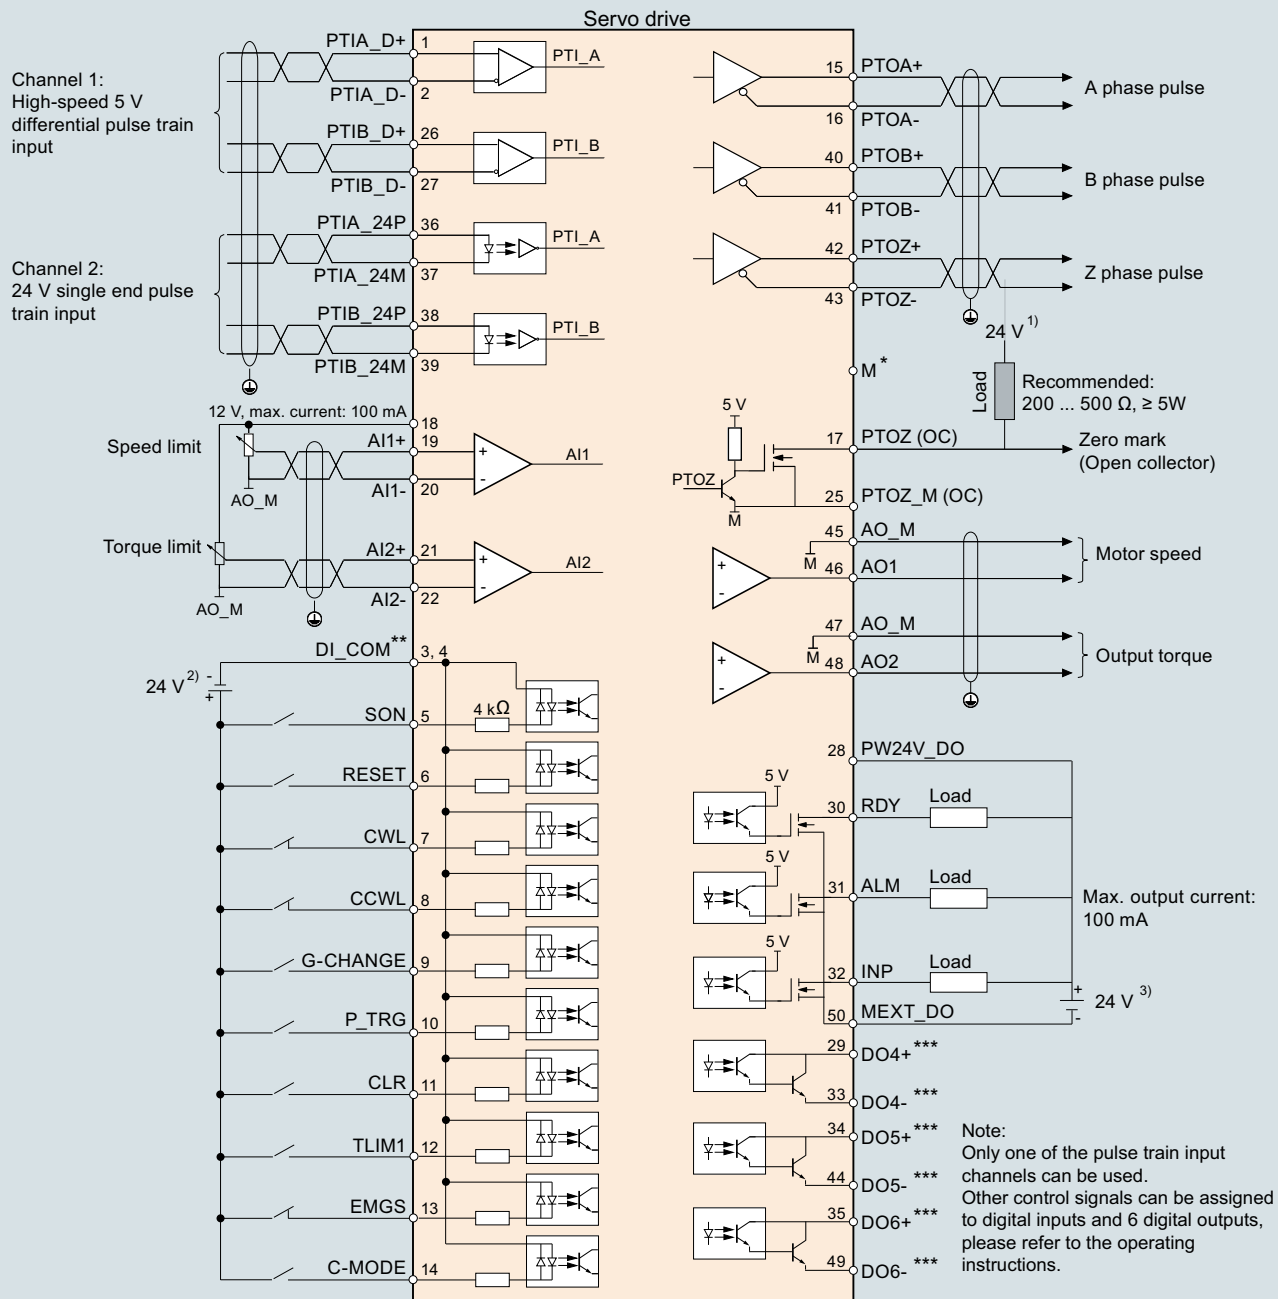 Servo drive
Channel 1:
High-speed 5 V
differential pulse train
input
PTIA_D+ 1
PTIA_D- 2
PTI_A
PTIB_D+ 26
PTIB_D- 27
PTI_B
Channel 2:
24 V single end pulse
train input
PTIA_24P 36
PTIA_24M 37
PTI_A
PTIB_24P 38
PTIB_24M 39
PTI_B
12 V, max. current: 100 mA 18
Speed limit
AI1+ 19
+
-
AI1
AI1- 20
AO_M
Torque limit
AI2+ 21
+
-
AI2
AI2- 22
AO_M
DI_COM** 3, 4
24 V 2)
-
+
SON 5
4 kΩ
RESET 6
CWL 7
CCWL 8
G-CHANGE 9
P_TRG 10
CLR 11
TLIM1 12
EMGS 13
C-MODE 14
15 PTOA+
16 PTOA-
A phase pulse
40 PTOB+
41 PTOB-
B phase pulse
42 PTOZ+
43 PTOZ-
Z phase pulse
24 V 1)
M*
Load
Recommended:
200 ... 500 Ω, ≥ 5W
5 V
17 PTOZ (OC)
Zero mark
(Open collector)
PTOZ
M
25 PTOZ_M (OC)
45 AO_M
M
+
-
46 AO1
Motor speed
47 AO_M
M
+
-
48 AO2
Output torque
28 PW24V_DO
5 V
30 RDY
Load
5 V
31 ALM
Load
Max. output current:
100 mA
5 V
32 INP
Load
+
24 V 3)
-
50 MEXT_DO
29 DO4+ ***
33 DO4- ***
34 DO5+ ***
44 DO5- ***
35 DO6+ ***
49 DO6- ***
Note:
Only one of the pulse train input
channels can be used.
Other control signals can be assigned
to digital inputs and 6 digital outputs,
please refer to the operating
instructions.